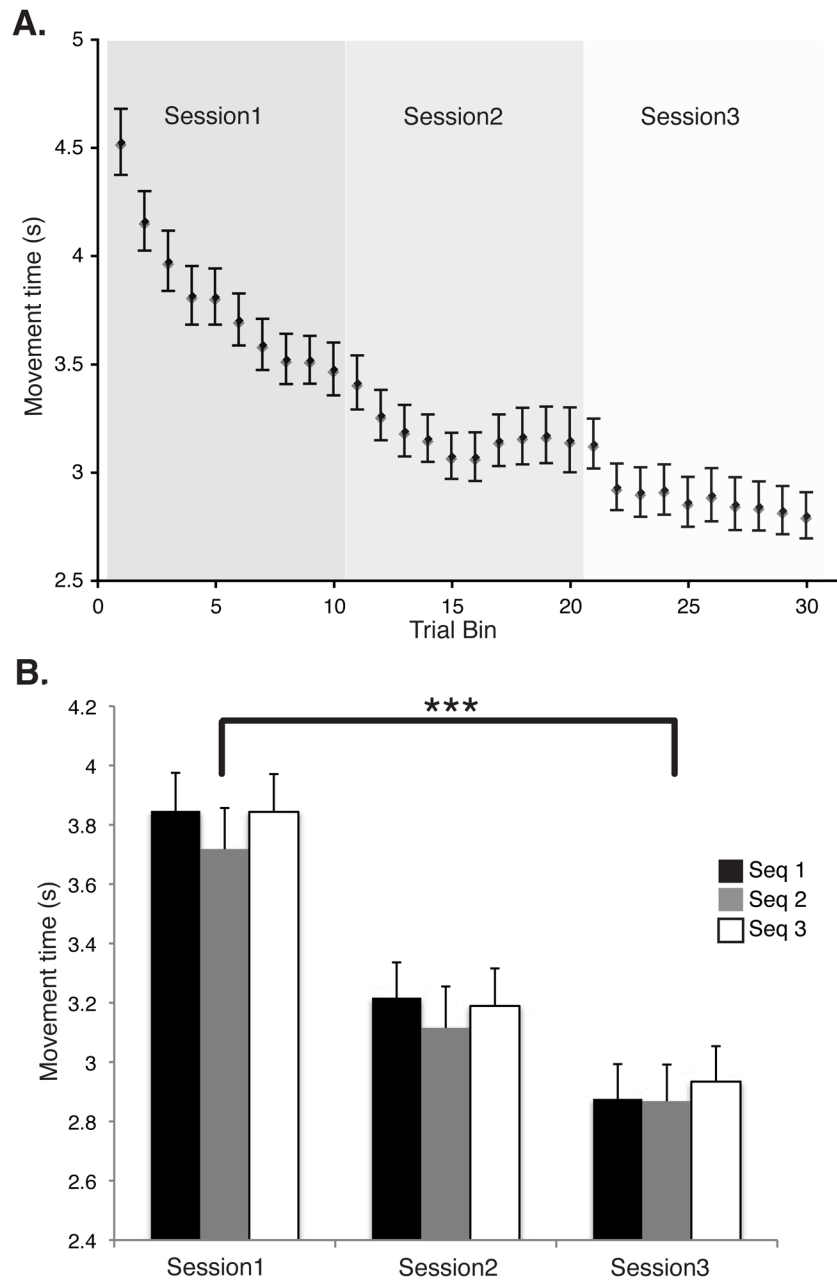 A.
5
Session1
Session2
Session3
4.5
4
3.5
3
2.5
Movement time (s)
0
5
10
15
20
25
30
Trial Bin
B.
4.2
***
4
3.8
3.6
3.4
3.2
3
2.8
2.6
2.4
Movement time (s)
Seq 1
Seq 2
Seq 3
Session1
Session2
Session3